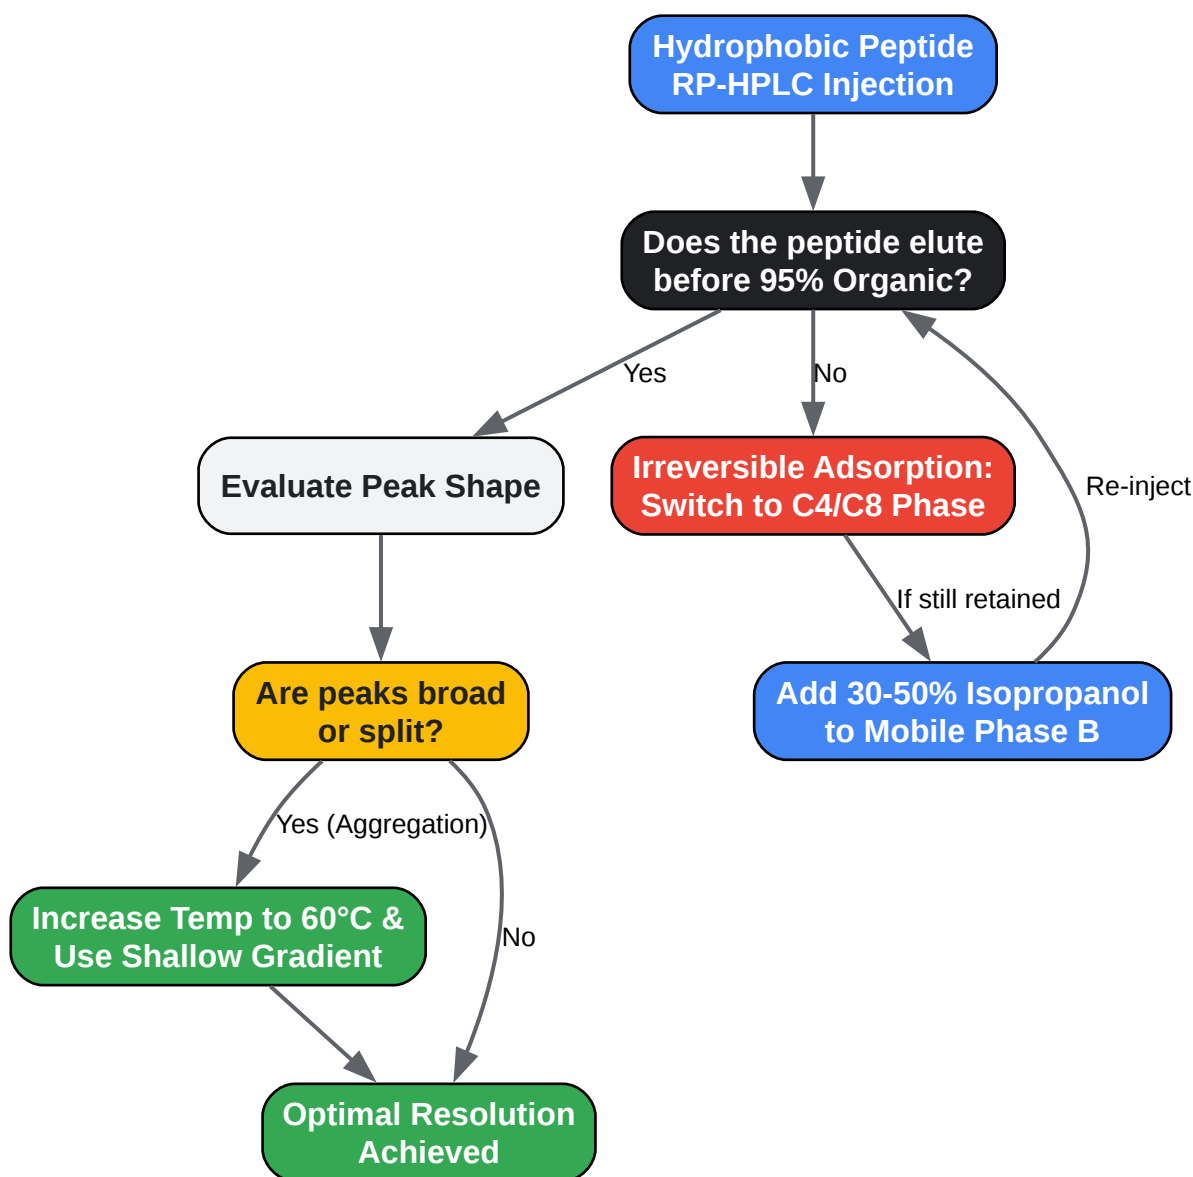 Hydrophobic Peptide
RP-HPLC Injection
Does the peptide elute
before 95% Organic?
Yes
No
Evaluate Peak Shape
Irreversible Adsorption:
Switch to C4/C8 Phase
Re-inject
If still retained
Are peaks broad
or split?
Add 30-50% Isopropanol
to Mobile Phase B
Yes (Aggregation)
No
Increase Temp to 60°C &
Use Shallow Gradient
Optimal Resolution
Achieved